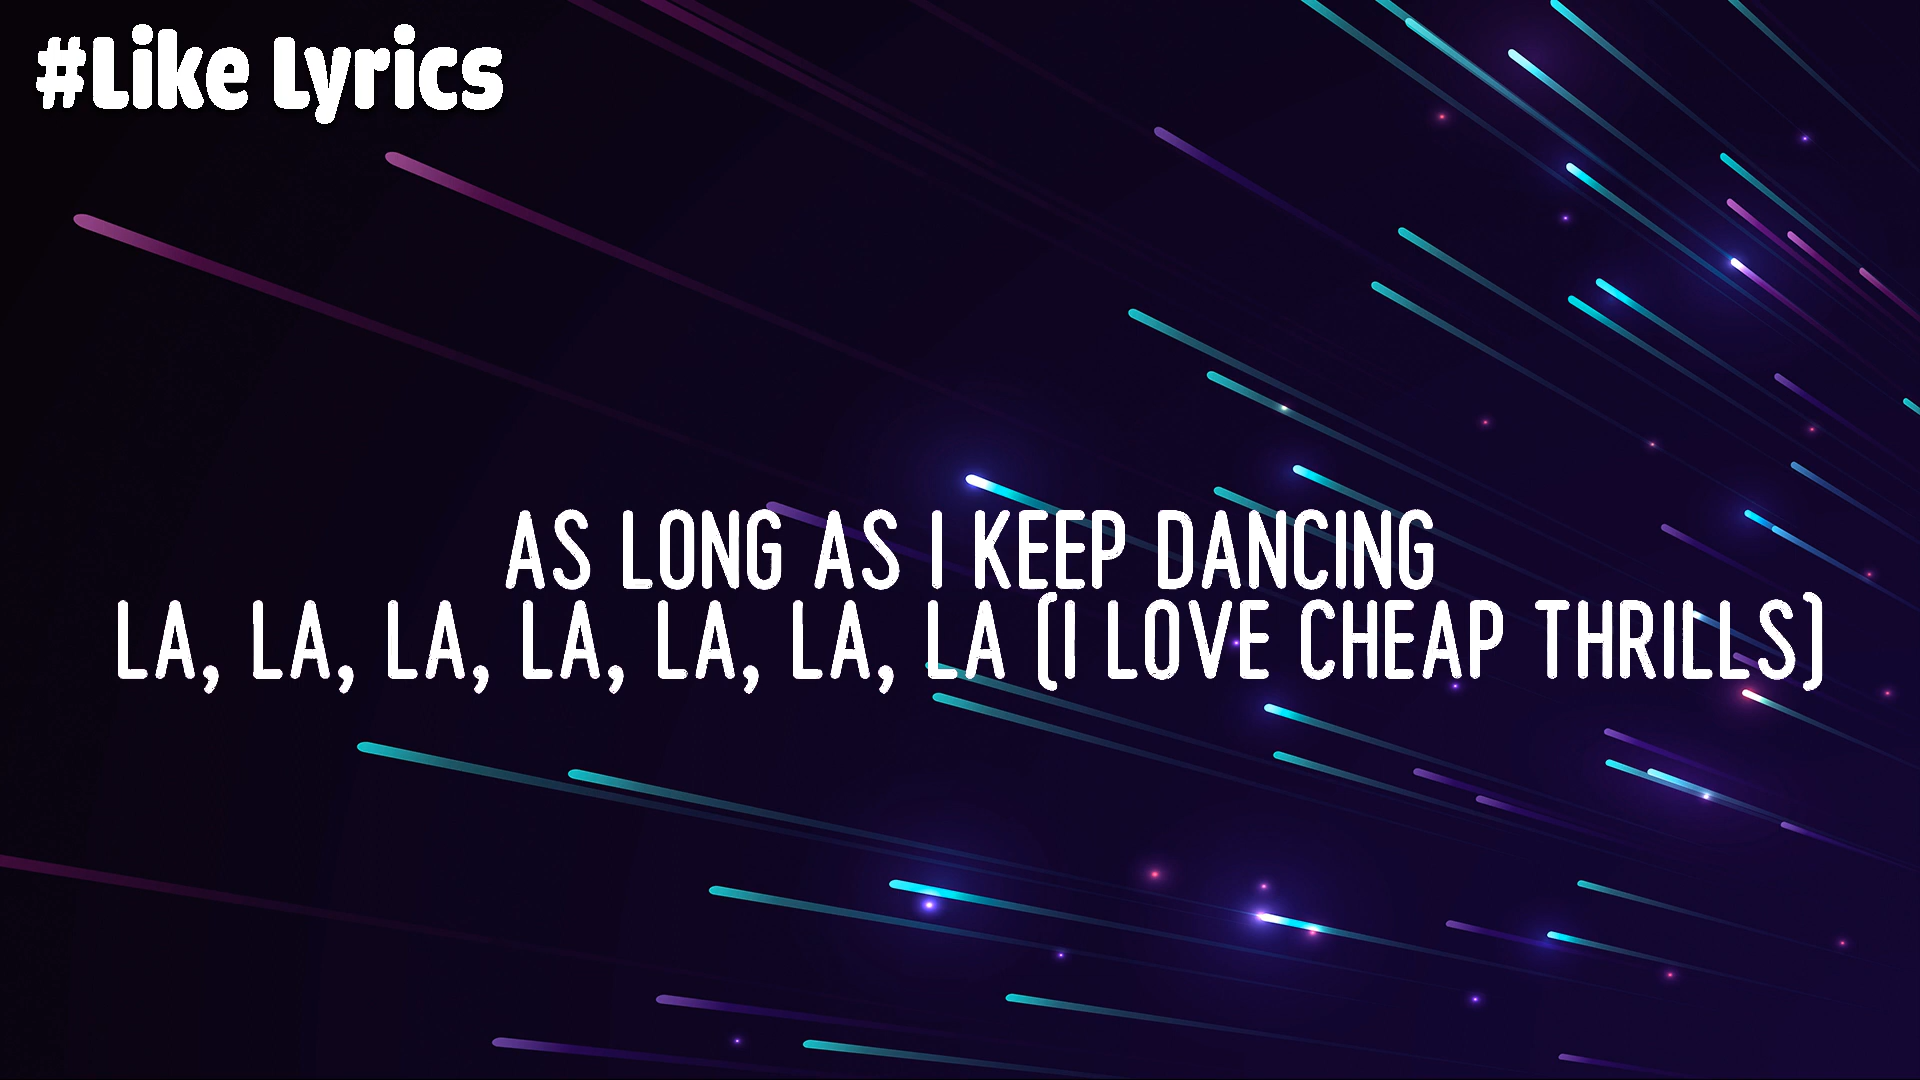 #Like Lyrics
AS LONG AS I KEEP DANCING
LA, LA, LA, LA, LA, LA, LA (I LOVE CHEAP THRILLS)